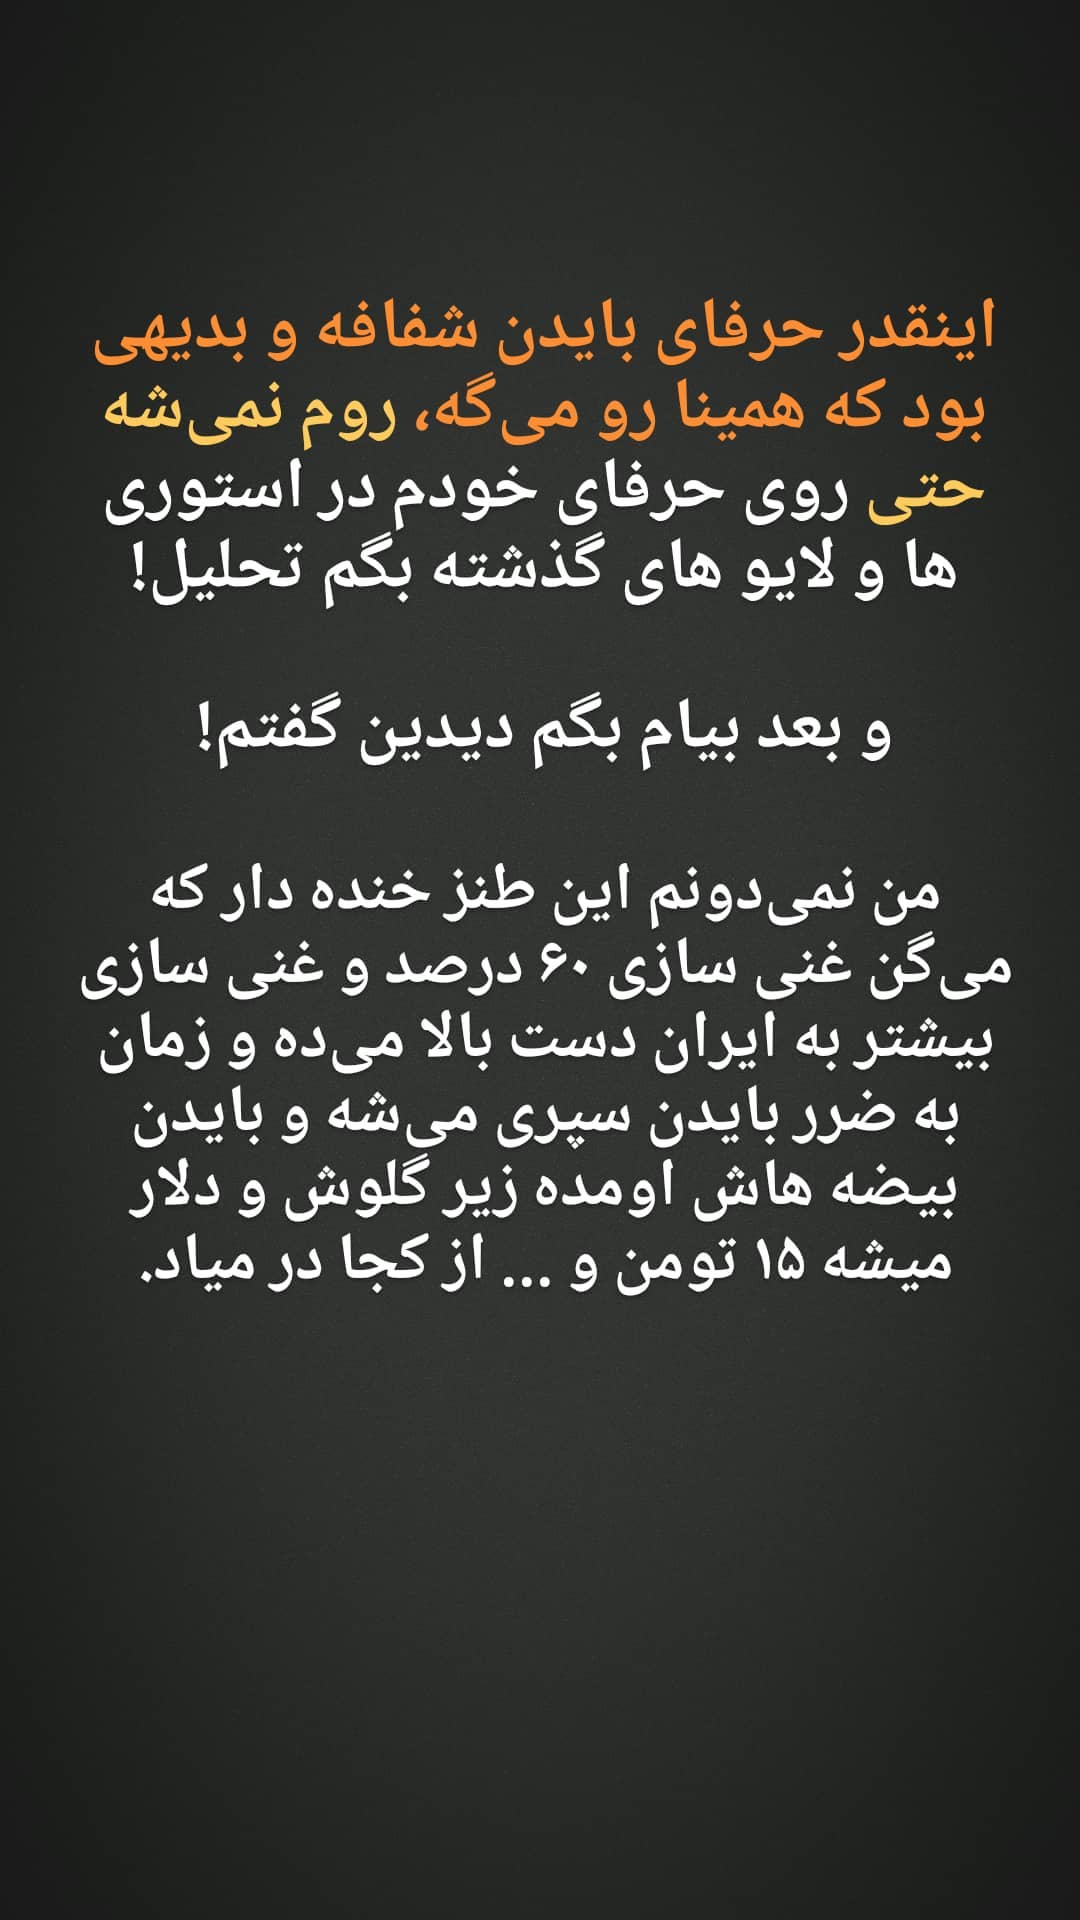 اینقدر حرفای بایدن شفافه و بدیهی
بود که همینا رو می‌گه، روم نمی‌شه
حتی روی حرفای خودم در استوری
ها و لایو های گذشته بگم تحلیل!
و بعد بیام بگم دیدین گفتم!
من نمی‌دونم این طنز خنده دار که
می‌گن غنی سازی ۶۰ درصد و غنی سازی
بیشتر به ایران دست بالا می‌ده و زمان
به ضرر بایدن سپری می‌شه و بایدن
بیضه هاش اومده زیر گلوش و دلار
میشه ۱۵ تومن و ... از کجا در میاد.